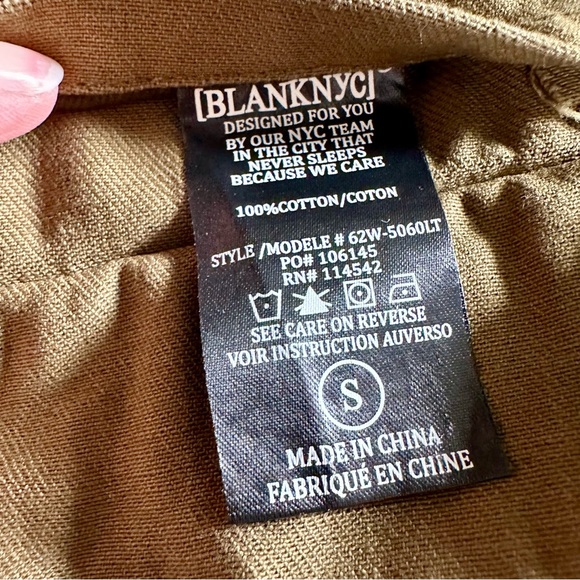 [BLANKNYC]
DESIGNED FOR YOU
BY OUR NYC TEAM
IN THE CITY THAT
NEVER SLEEPS
BECAUSE WE CARE
100%COTTON/COTON
STYLE /MODELE # 62W-5060LT
PO# 106145
RN# 114542
SEE CARE ON REVERSE
VOIR INSTRUCTION AUVERSO
S
MADE IN CHINA
FABRIQUÉ EN CHINE